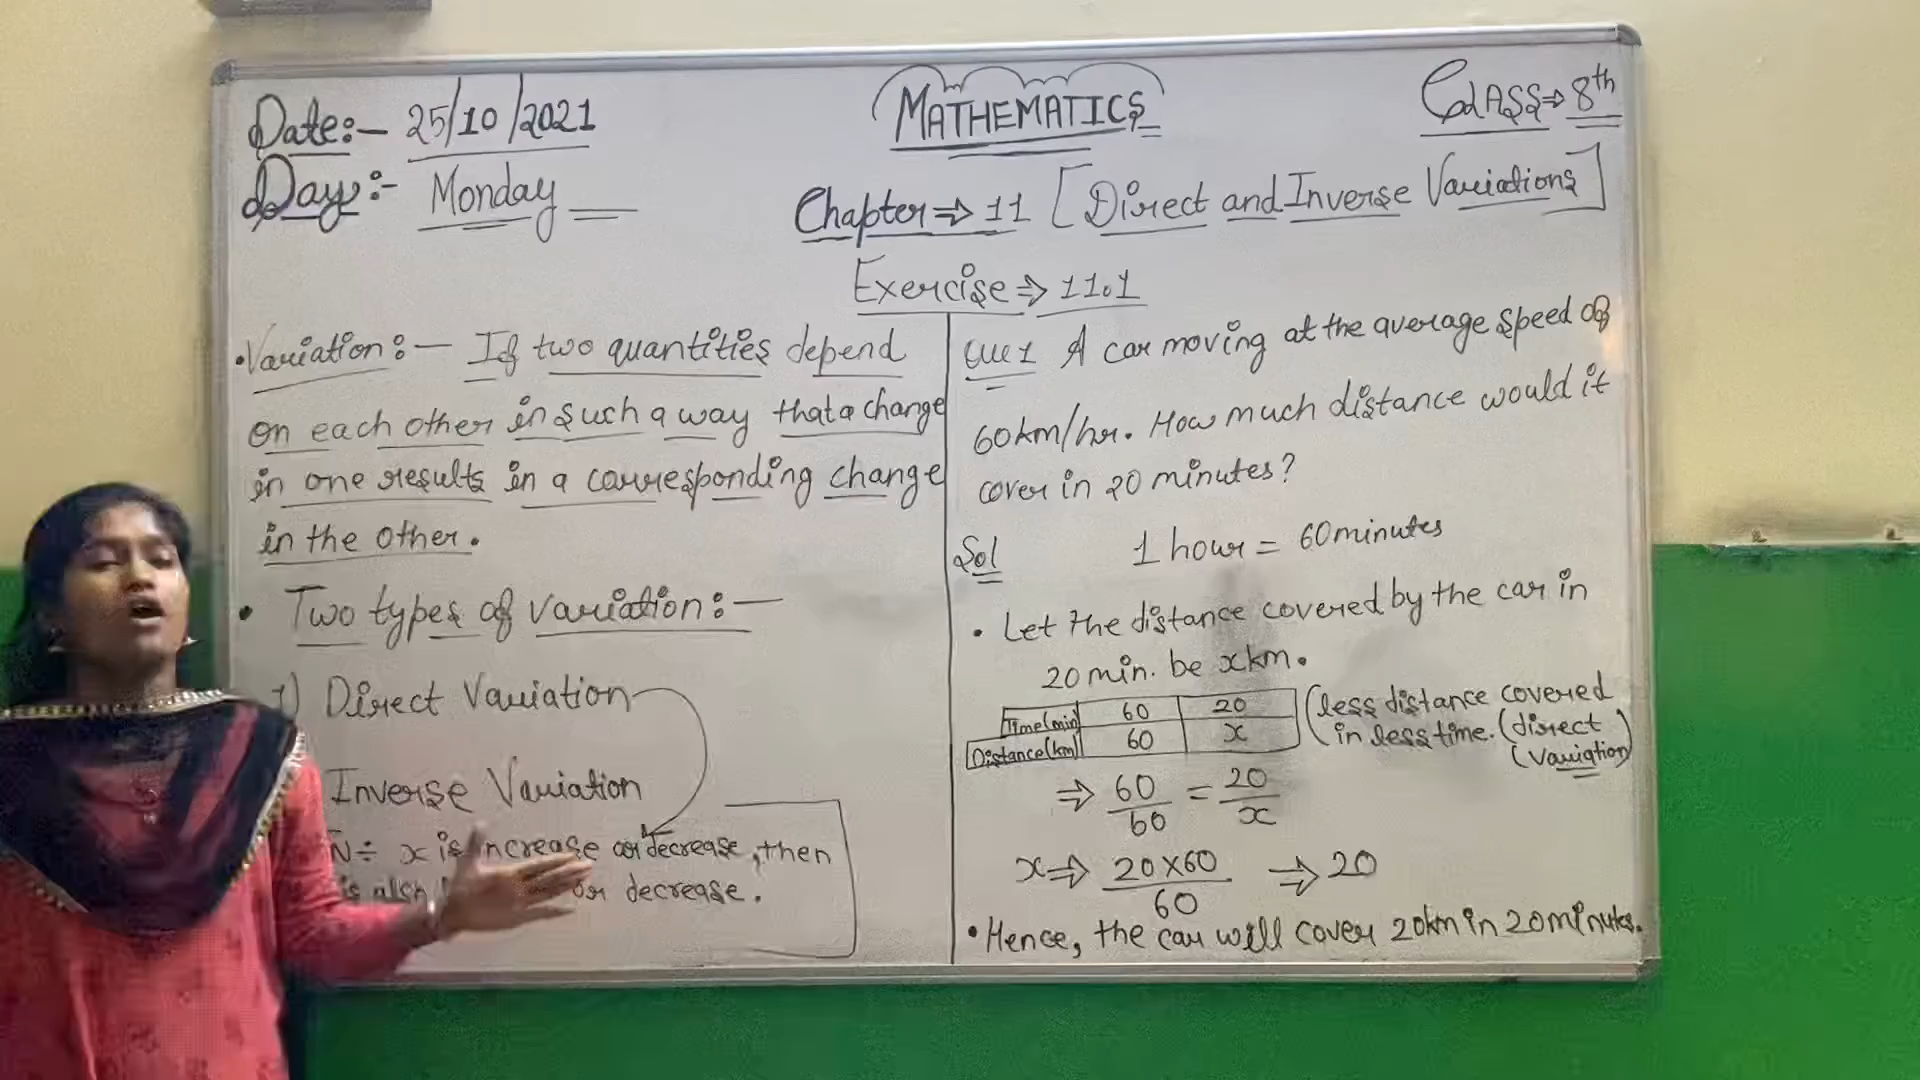 Date:- 25/10/2021
Day:- Monday
MATHEMATICS
CLASS⇒ 8th
Chapter⇒ 11 [Direct and Inverse Variations]
Exercise⇒ 11.1
•Variation:- If two quantities depend
on each other in such a way that a change
in one results in a corresponding change
in the other.
• Two types of variation:-
1) Direct Variation
Inverse Variation
x is increase or decrease, then
is also or decrease.
Que 1 A car moving at the average speed of
60km/hr. How much distance would it
cover in 20 minutes?
Sol 1 hour = 60 minutes
• Let the distance covered by the car in
20 min. be x km.
Time(min) 60 20
Distance(km) 60 x
(less distance covered
in less time. (direct
(variation)
⇒ 60/60 = 20/x
x⇒ 20×60/60 ⇒ 20
• Hence, the car will cover 20km in 20 minutes.